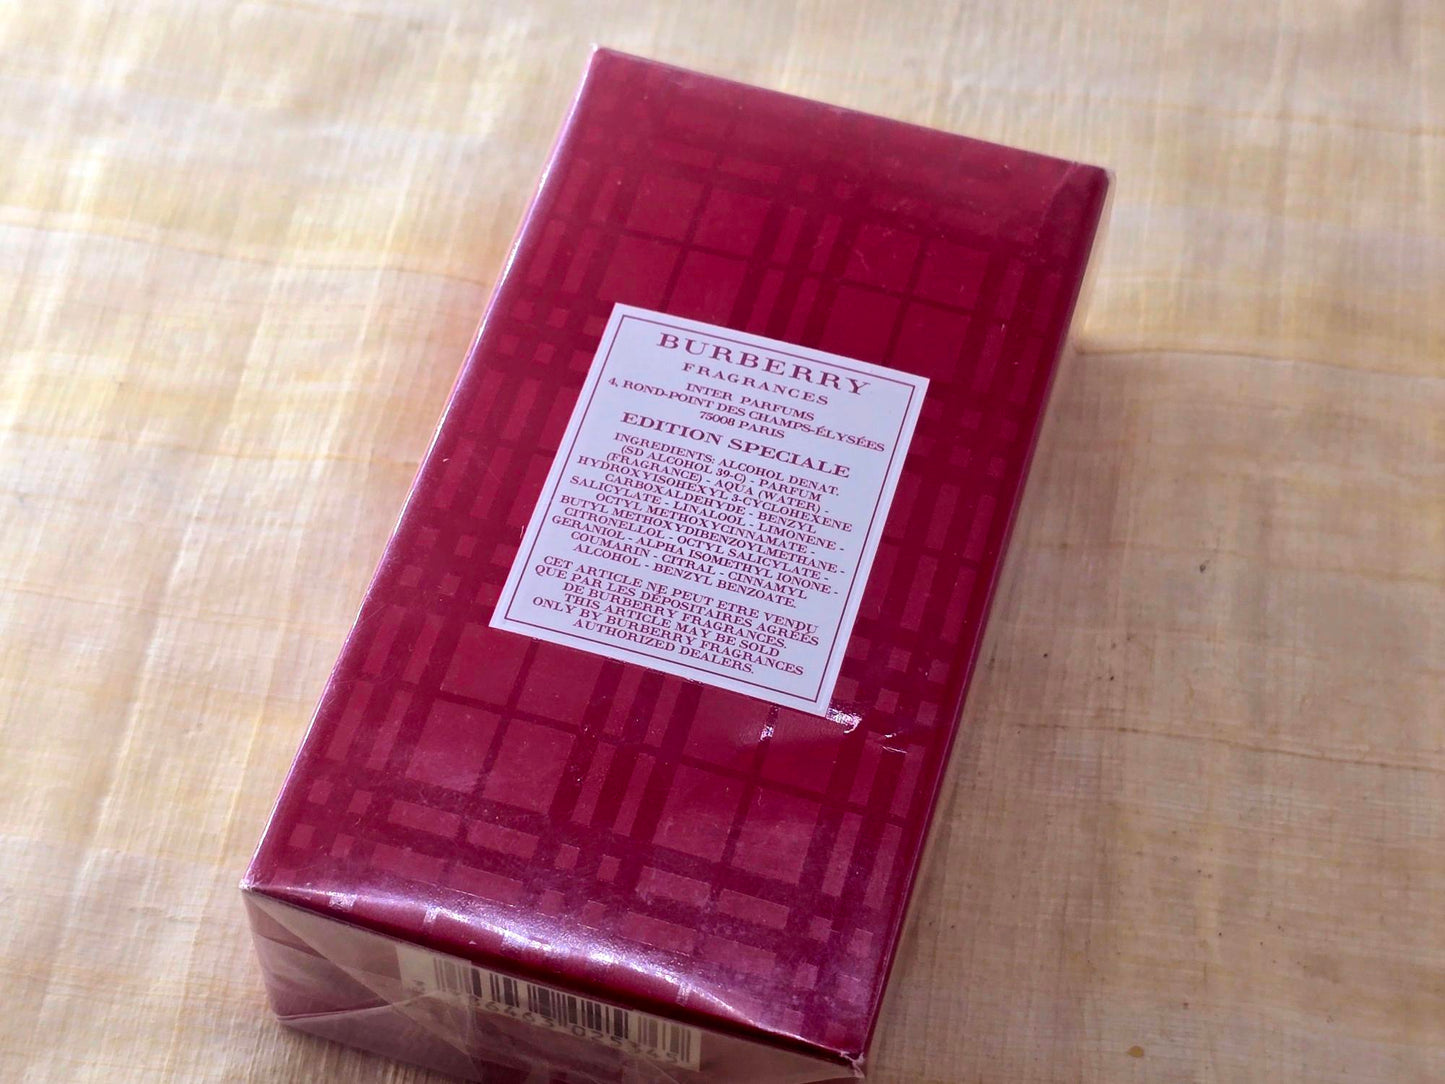 BURBERRY
FRAGRANCES
INTER PARFUMS
4, ROND-POINT DES CHAMPS-ÉLYSÉES
75008 PARIS
EDITION SPECIALE
INGREDIENTS: ALCOHOL DENAT.
(SD ALCOHOL 39-C) - PARFUM
(FRAGRANCE) - AQUA (WATER) -
HYDROXYISOHEXYL 3-CYCLOHEXENE
CARBOXALDEHYDE - BENZYL
SALICYLATE - LINALOOL - LIMONENE -
OCTYL METHOXYCINNAMATE -
BUTYL METHOXYDIBENZOYLMETHANE -
CITRONELLOL - OCTYL SALICYLATE -
GERANIOL - ALPHA ISOMETHYL IONONE -
COUMARIN - CITRAL - CINNAMYL
ALCOHOL - BENZYL BENZOATE.
CET ARTICLE NE PEUT ETRE VENDU
QUE PAR LES DÉPOSITAIRES AGRÉÉS
DE BURBERRY FRAGRANCES.
THIS ARTICLE MAY BE SOLD
ONLY BY BURBERRY FRAGRANCES
AUTHORIZED DEALERS.